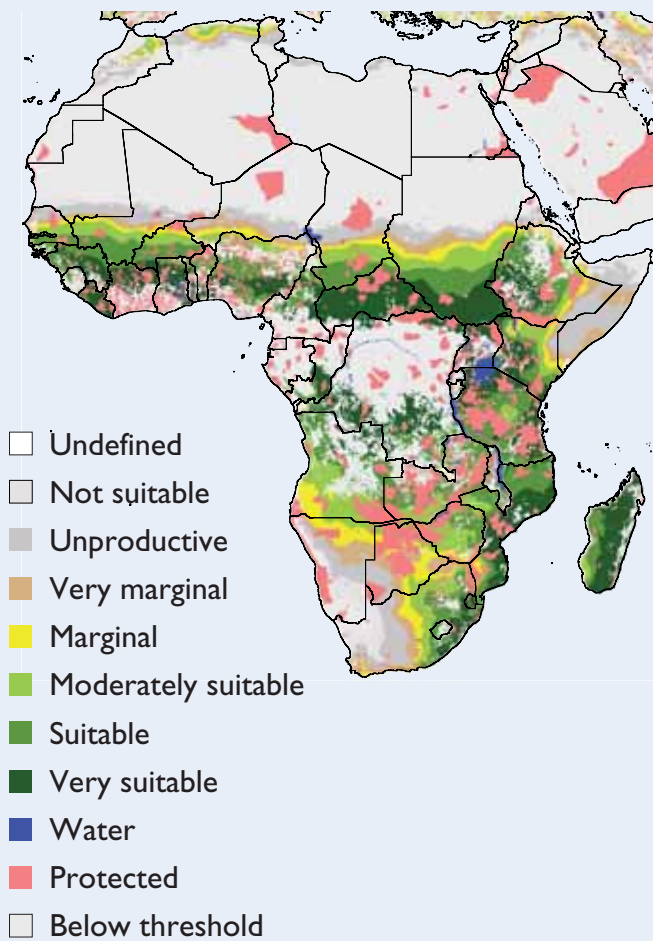 Undefined
Not suitable
Unproductive
Very marginal
Marginal
Moderately suitable
Suitable
Very suitable
Water
Protected
Below threshold